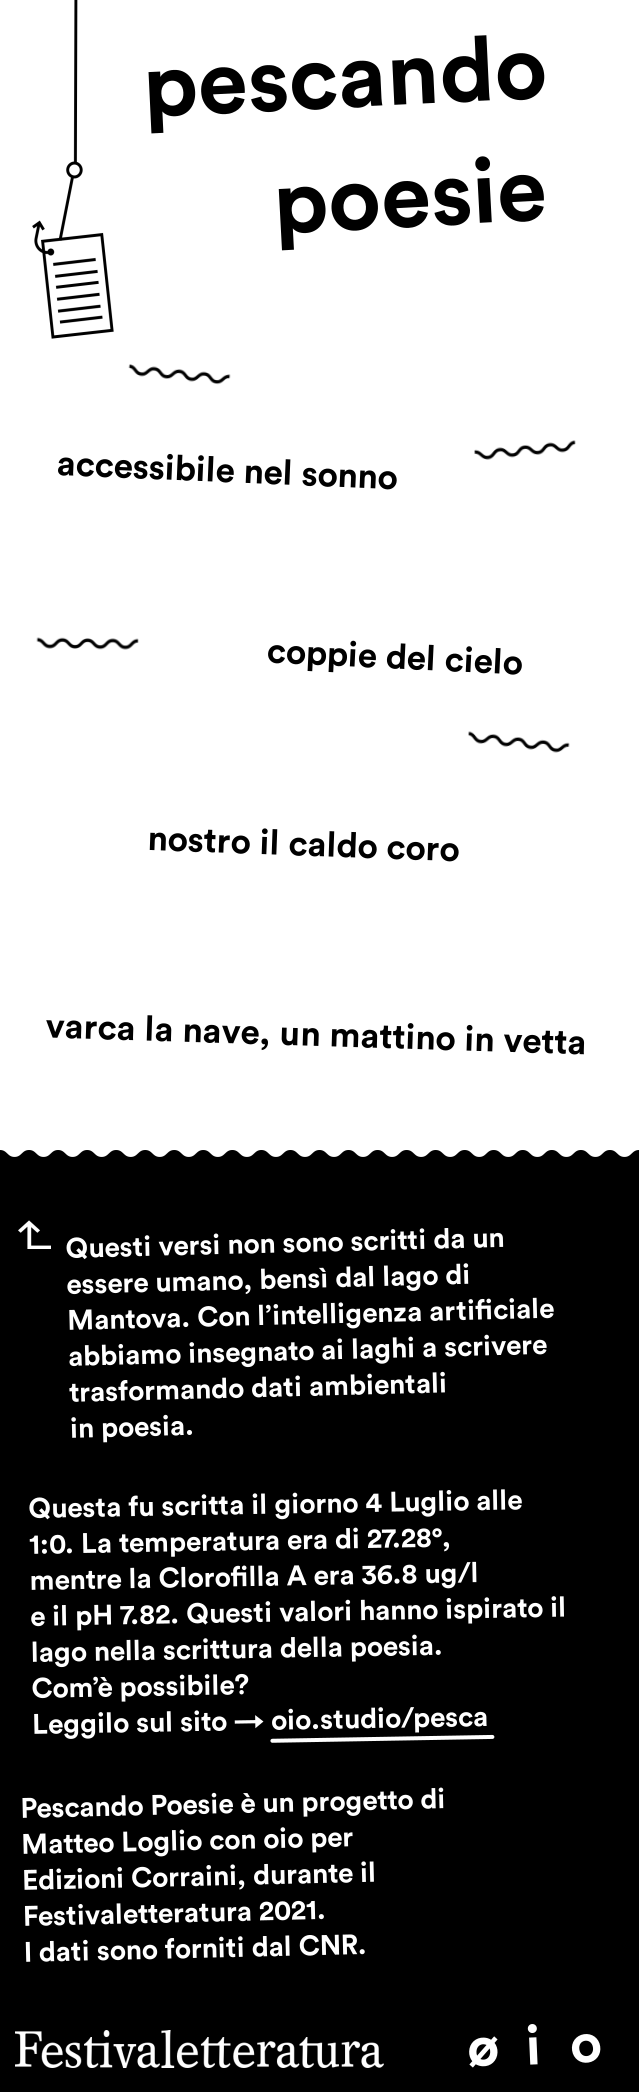 pescando
poesie
accessibile nel sonno
coppie del cielo
nostro il caldo coro
varca la nave, un mattino in vetta
Questi versi non sono scritti da un
essere umano, bensì dal lago di
Mantova. Con l’intelligenza artificiale
abbiamo insegnato ai laghi a scrivere
trasformando dati ambientali
in poesia.
Questa fu scritta il giorno 4 Luglio alle
1:0. La temperatura era di 27.28°,
mentre la Clorofilla A era 36.8 ug/l
e il pH 7.82. Questi valori hanno ispirato il
lago nella scrittura della poesia.
Com’è possibile?
Leggilo sul sito → oio.studio/pesca
Pescando Poesie è un progetto di
Matteo Loglio con oio per
Edizioni Corraini, durante il
Festivaletteratura 2021.
I dati sono forniti dal CNR.
Festivaletteratura ø i o